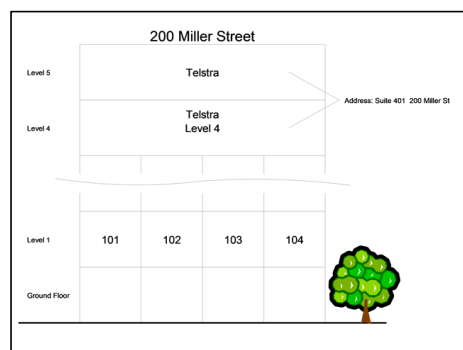 200 Miller Street
Level 5
Telstra
Address: Suite 401  200 Miller St
Level 4
Telstra
Level 4
Level 1
101
102
103
104
Ground Floor